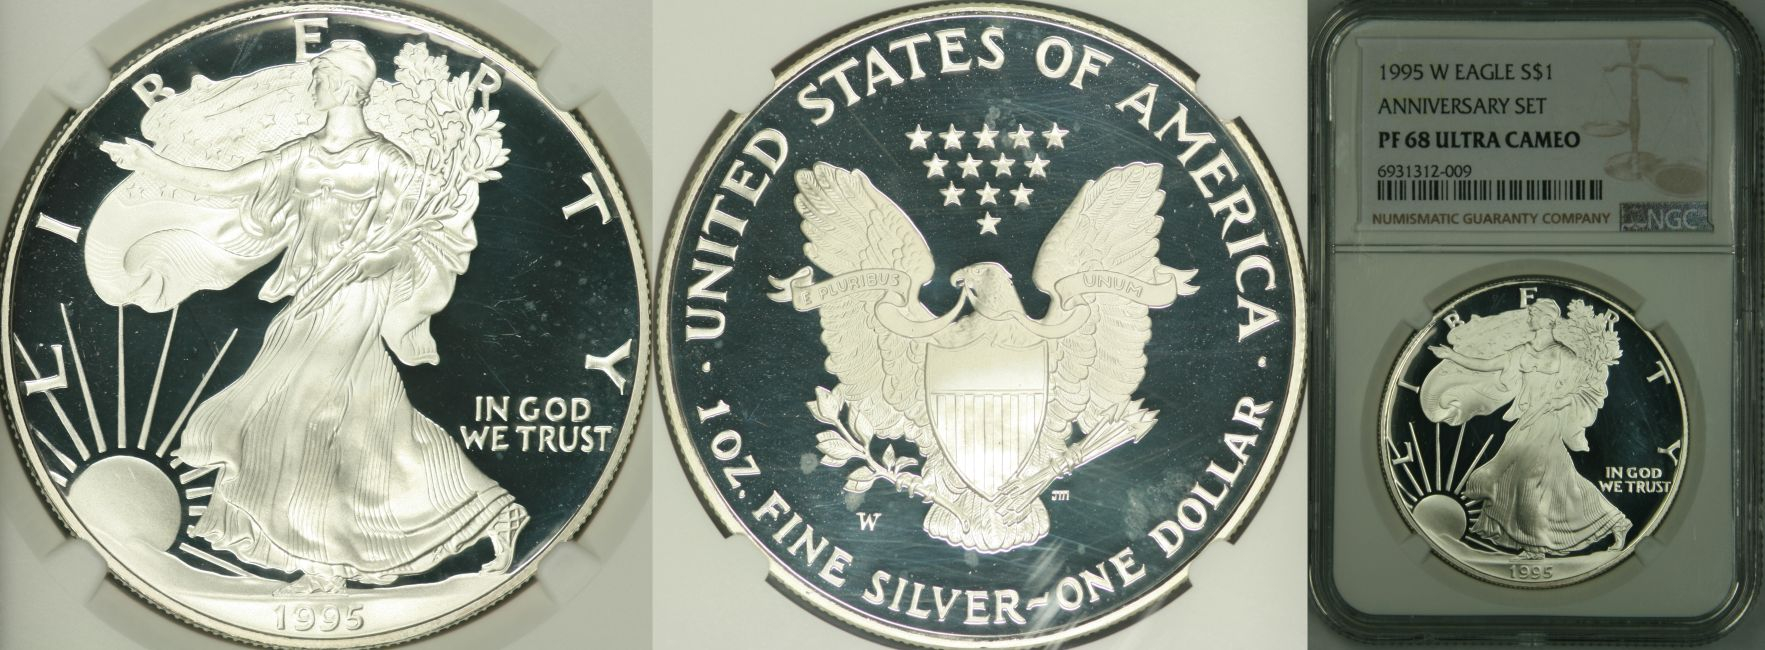 LIBERTY
IN GOD
WE TRUST
1995
UNITED STATES OF AMERICA
E PLURIBUS UNUM
W
JM
· 1 OZ. FINE SILVER~ONE DOLLAR ·
1995 W EAGLE S$1
ANNIVERSARY SET
PF 68 ULTRA CAMEO
6931312-009
NUMISMATIC GUARANTY COMPANY NGC
LIBERTY
IN GOD
WE TRUST
1995